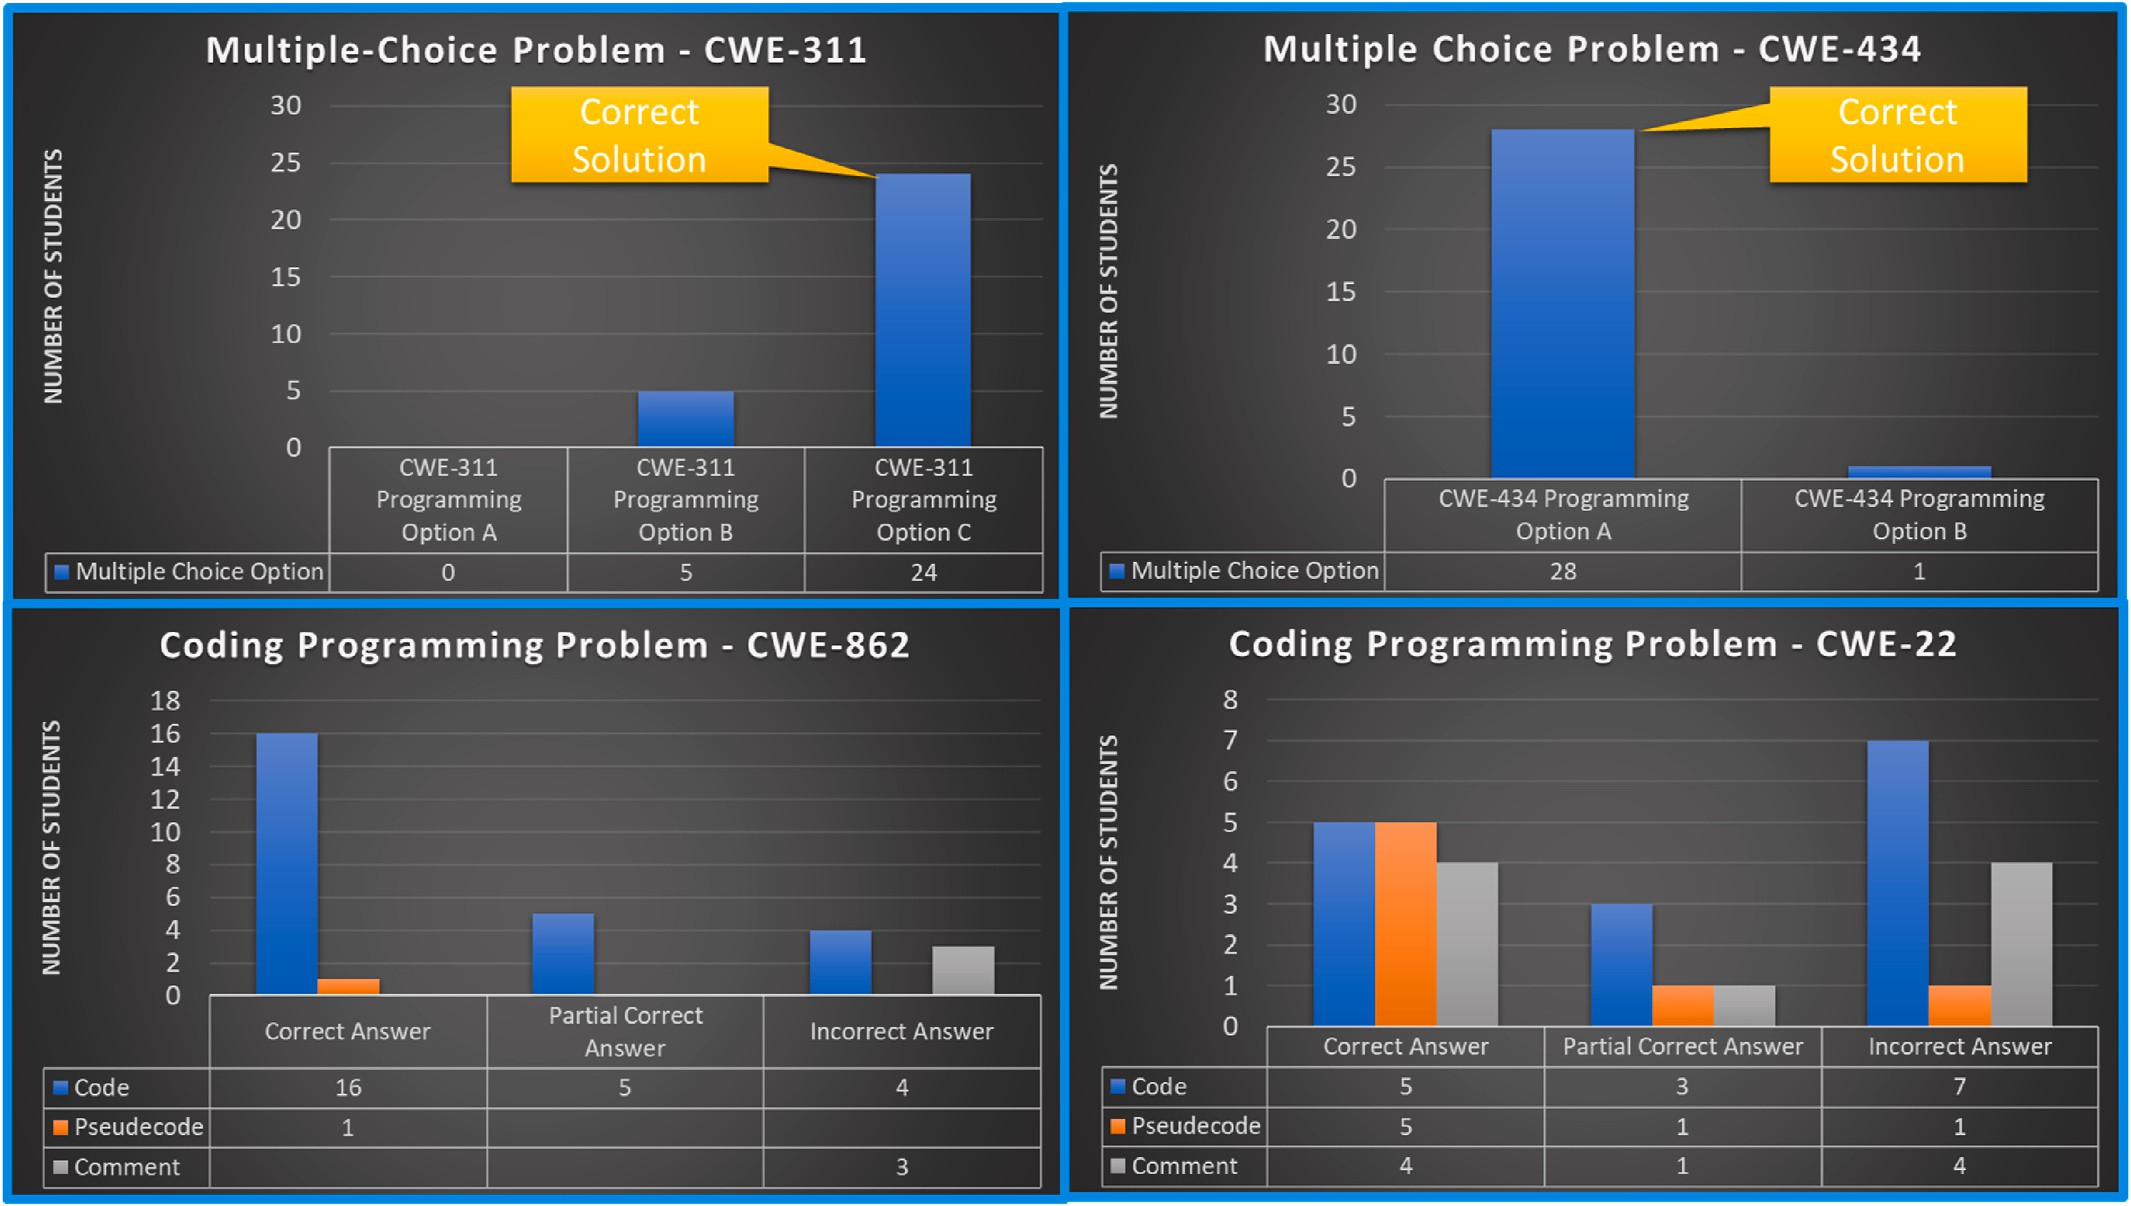 Multiple-Choice Problem - CWE-311
NUMBER OF STUDENTS
30
25
20
15
10
5
0
Correct
Solution
CWE-311
Programming
Option A
CWE-311
Programming
Option B
CWE-311
Programming
Option C
Multiple Choice Option 0 5 24
Multiple Choice Problem - CWE-434
NUMBER OF STUDENTS
30
25
20
15
10
5
0
Correct
Solution
CWE-434 Programming
Option A
CWE-434 Programming
Option B
Multiple Choice Option 28 1
Coding Programming Problem - CWE-862
NUMBER OF STUDENTS
18
16
14
12
10
8
6
4
2
0
Correct Answer
Partial Correct
Answer
Incorrect Answer
Code 16 5 4
Pseudecode 1
Comment 3
Coding Programming Problem - CWE-22
NUMBER OF STUDENTS
8
7
6
5
4
3
2
1
0
Correct Answer Partial Correct Answer Incorrect Answer
Code 5 3 7
Pseudecode 5 1 1
Comment 4 1 4